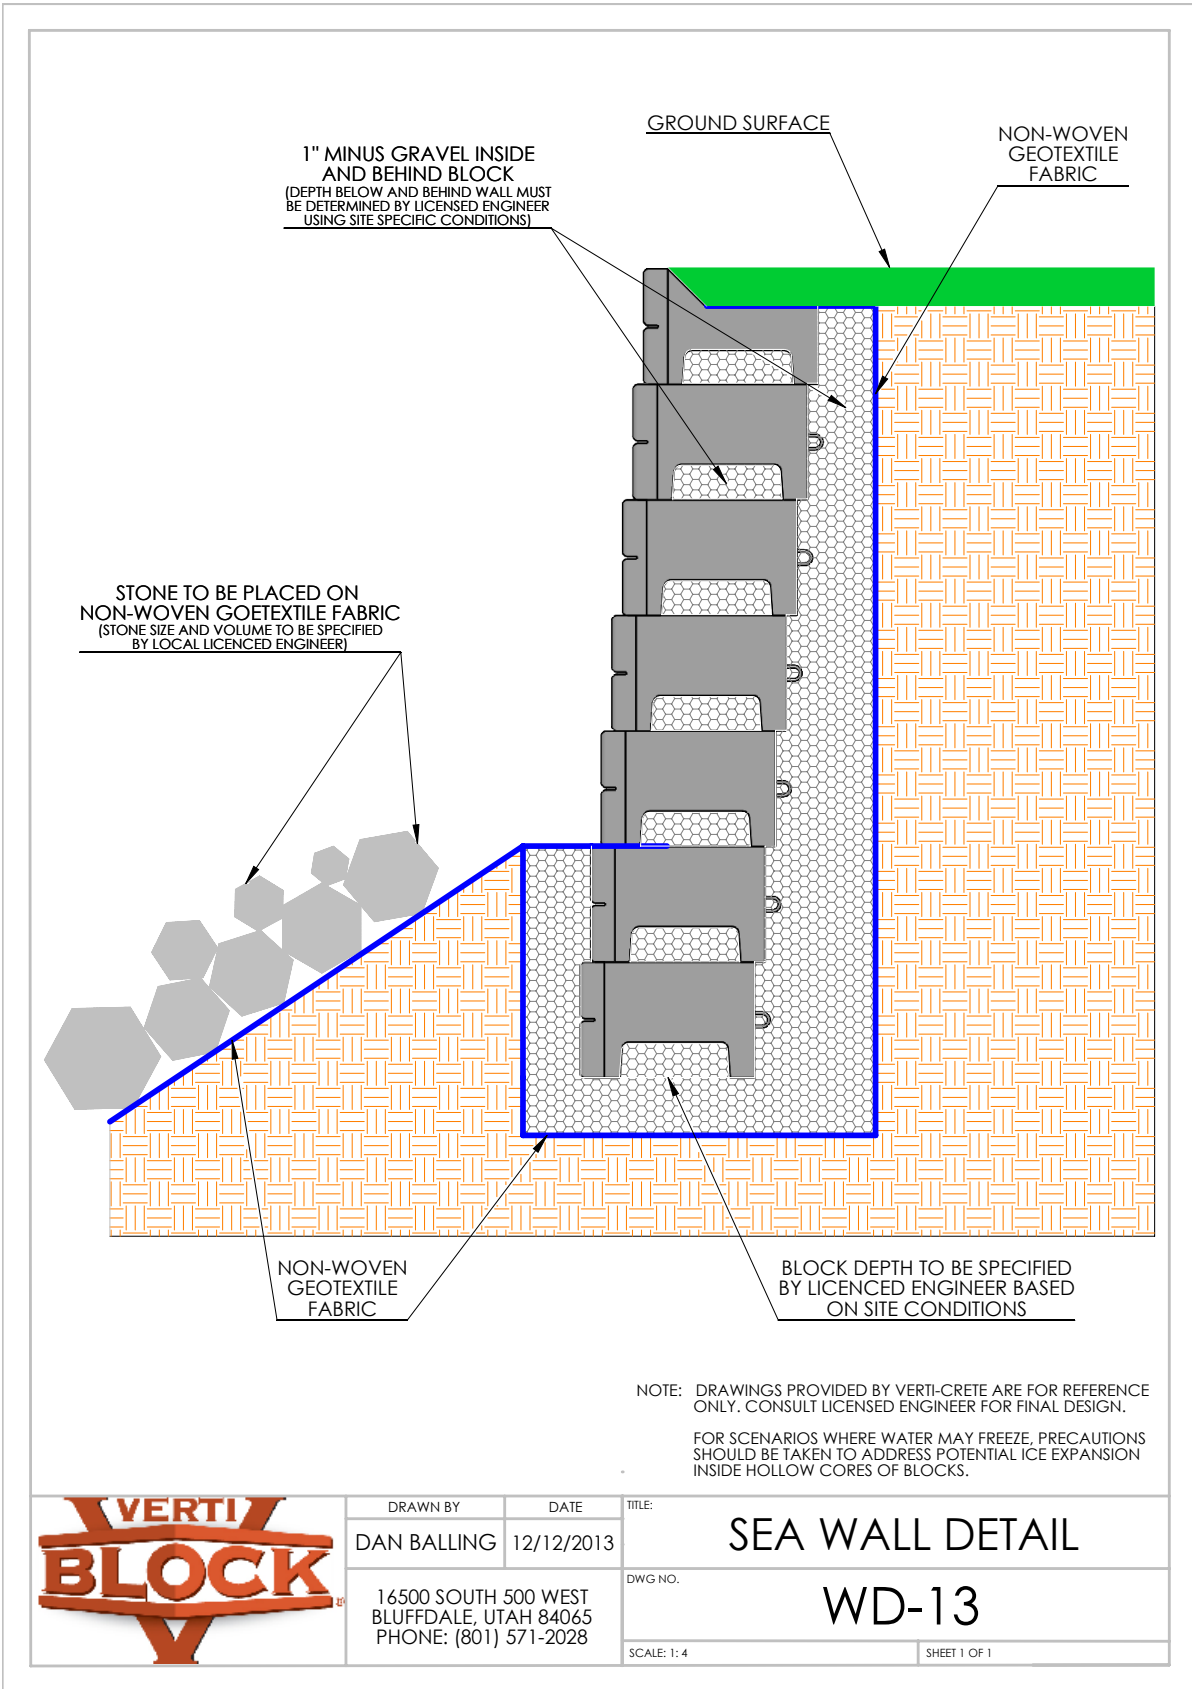 GROUND SURFACE
NON-WOVEN
GEOTEXTILE
FABRIC
1" MINUS GRAVEL INSIDE
AND BEHIND BLOCK
(DEPTH BELOW AND BEHIND WALL MUST
BE DETERMINED BY LICENSED ENGINEER
USING SITE SPECIFIC CONDITIONS)
STONE TO BE PLACED ON
NON-WOVEN GOETEXTILE FABRIC
(STONE SIZE AND VOLUME TO BE SPECIFIED
BY LOCAL LICENCED ENGINEER)
NON-WOVEN
GEOTEXTILE
FABRIC
BLOCK DEPTH TO BE SPECIFIED
BY LICENCED ENGINEER BASED
ON SITE CONDITIONS
NOTE: DRAWINGS PROVIDED BY VERTI-CRETE ARE FOR REFERENCE
ONLY. CONSULT LICENSED ENGINEER FOR FINAL DESIGN.
FOR SCENARIOS WHERE WATER MAY FREEZE, PRECAUTIONS
SHOULD BE TAKEN TO ADDRESS POTENTIAL ICE EXPANSION
INSIDE HOLLOW CORES OF BLOCKS.
VERTI
BLOCK
DRAWN BY
DATE
DAN BALLING
12/12/2013
16500 SOUTH 500 WEST
BLUFFDALE, UTAH 84065
PHONE: (801) 571-2028
TITLE:
SEA WALL DETAIL
DWG NO.
WD-13
SCALE: 1: 4
SHEET 1 OF 1